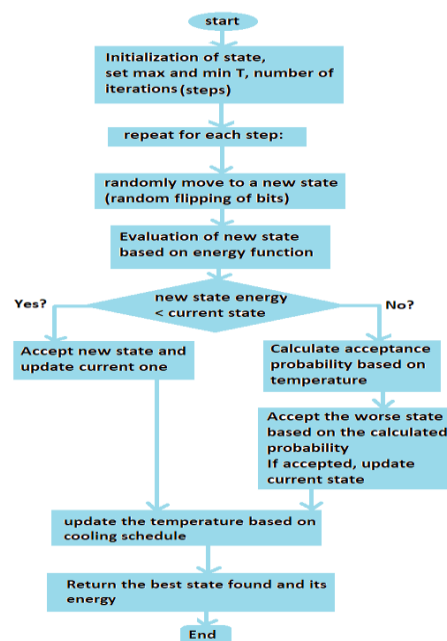 start
Initialization of state,
set max and min T, number of
iterations(steps)
repeat for each step:
randomly move to a new state
(random flipping of bits)
Evaluation of new state
based on energy function
new state energy
< current state
Yes?
No?
Accept new state and
update current one
Calculate acceptance
probability based on
temperature
Accept the worse state
based on the calculated
probability
If accepted, update
current state
update the temperature based on
cooling schedule
Return the best state found and its
energy
End